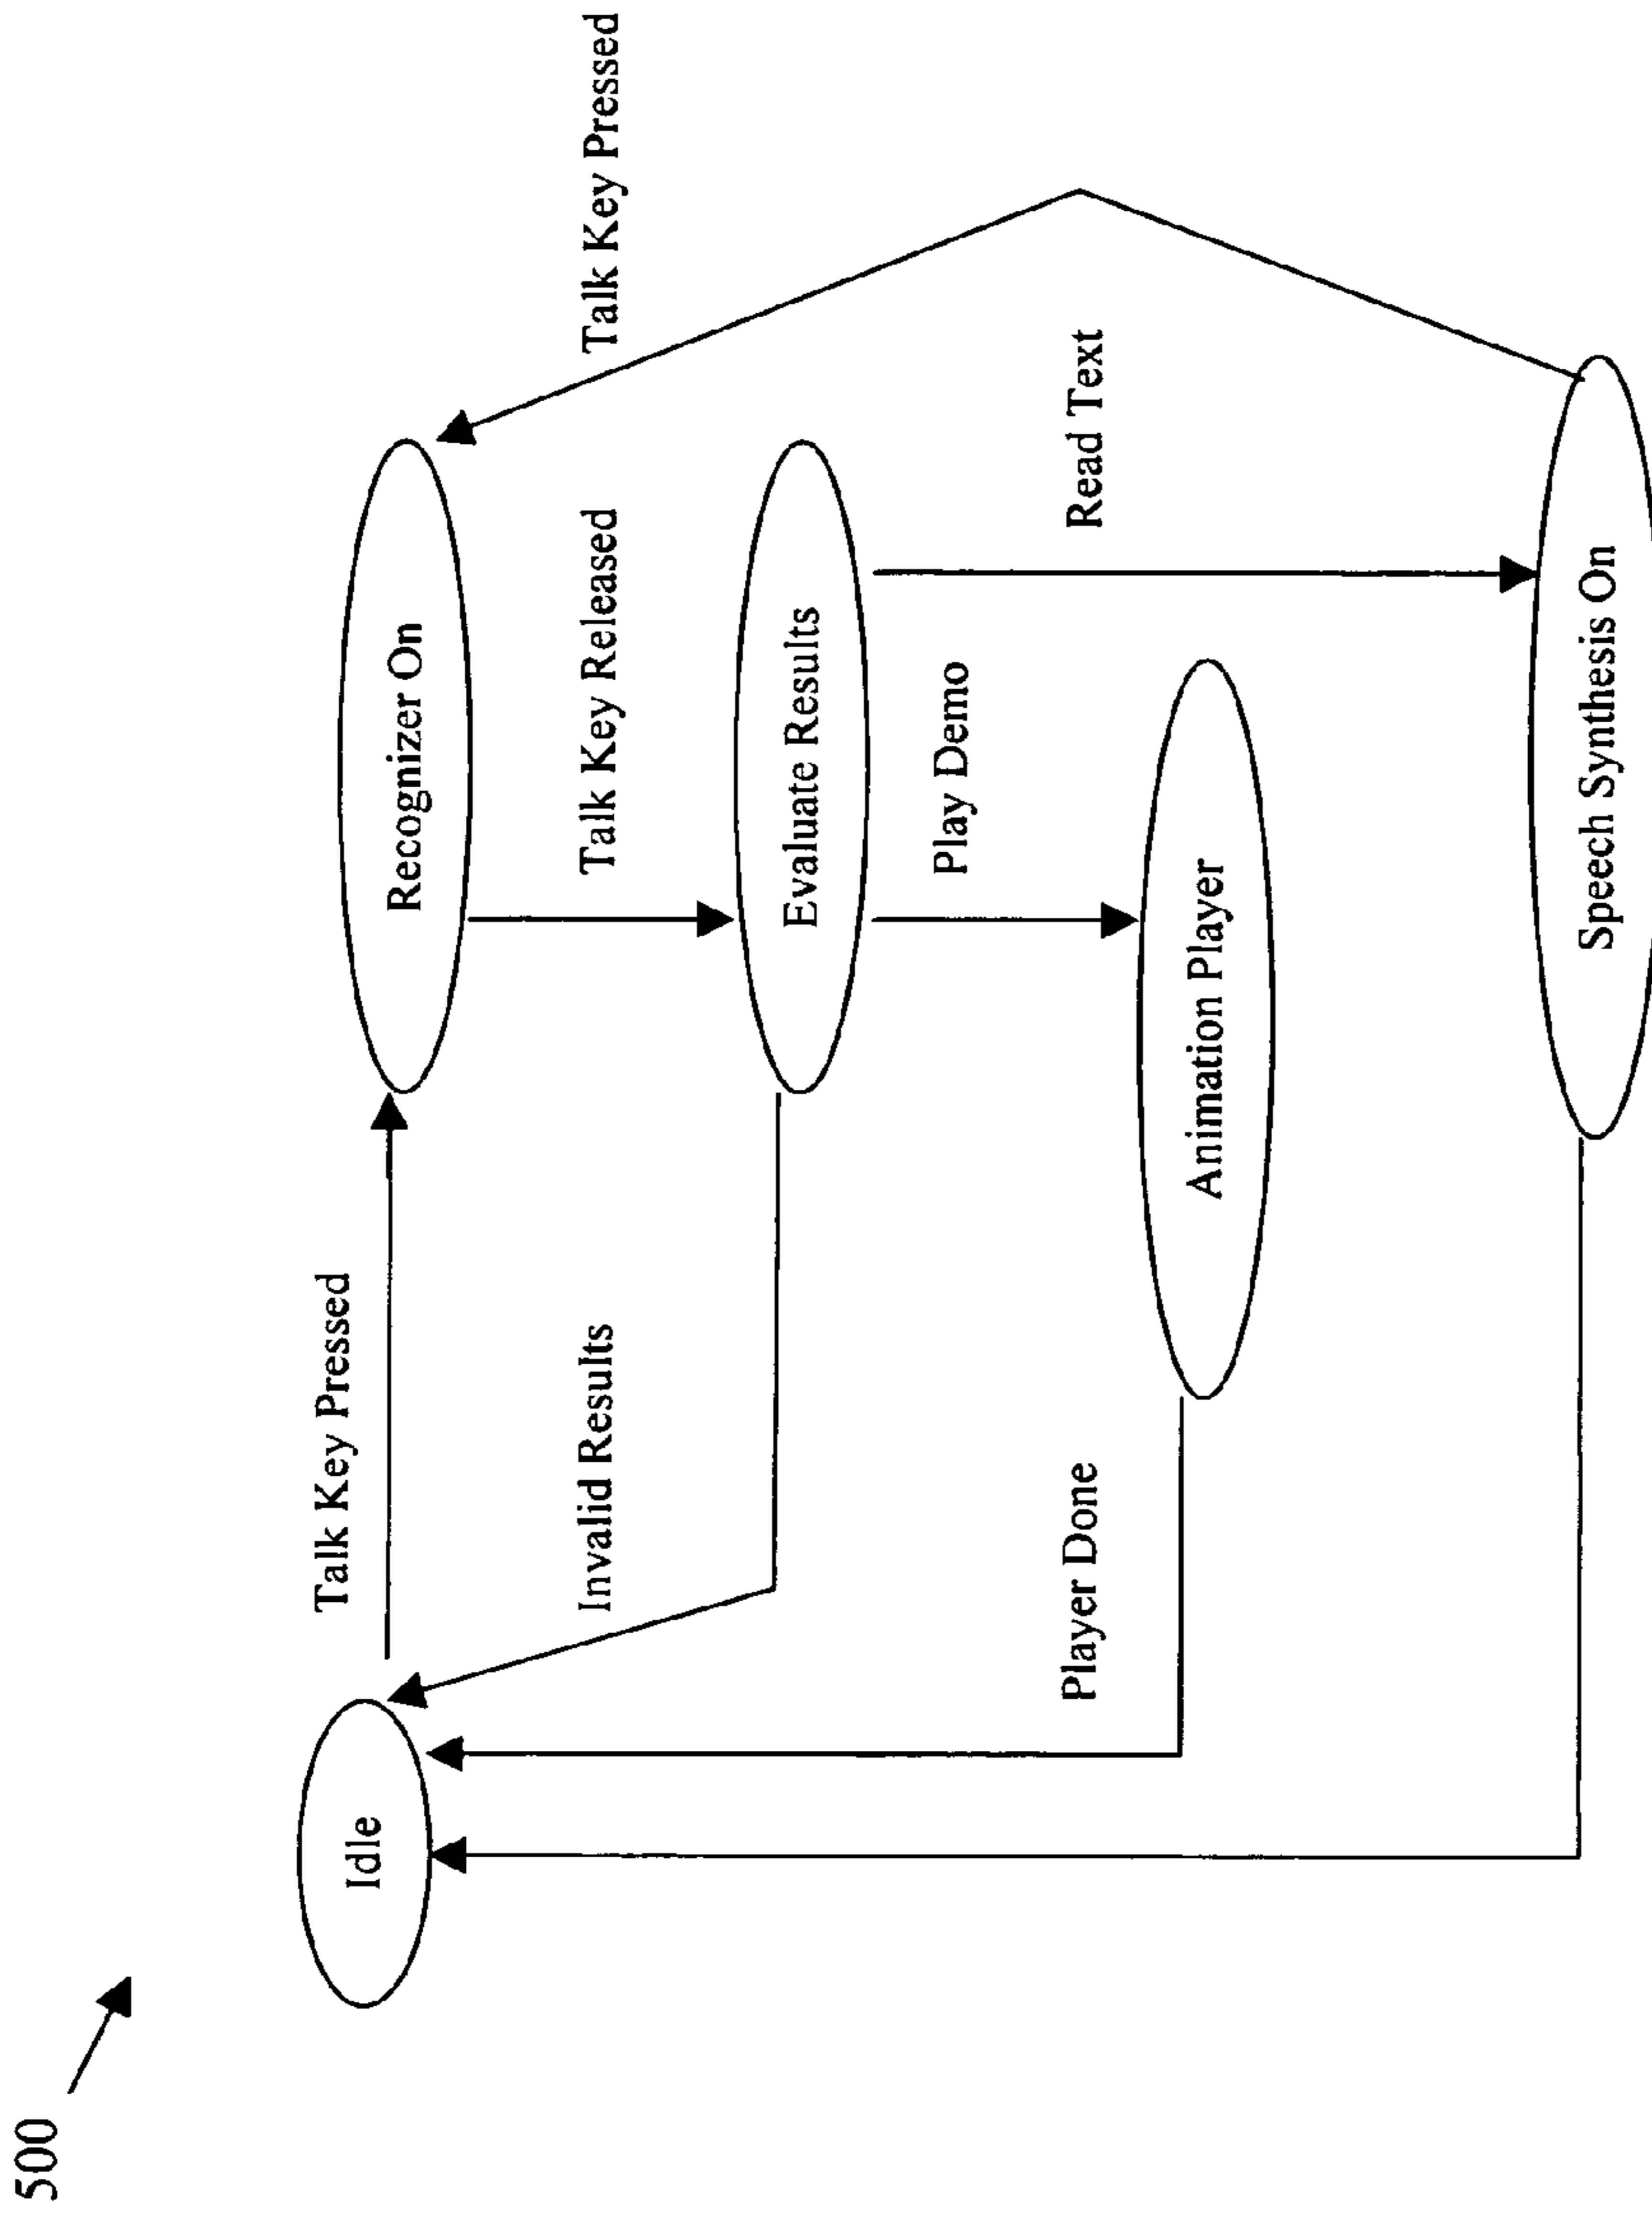 500
Idle
Talk Key Pressed
Recognizer On
Invalid Results
Talk Key Released
Talk Key Pressed
Evaluate Results
Play Demo
Player Done
Read Text
Animation Player
Speech Synthesis On